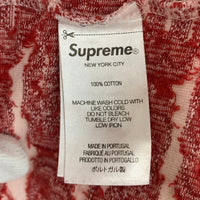 Supreme®
NEW YORK CITY
100% COTTON
MACHINE WASH COLD WITH
LIKE COLORS
DO NOT BLEACH
TUMBLE DRY LOW
LOW IRON
MADE IN PORTUGAL
FABRIQUÉ AU PORTUGAL
PRODOTTO IN PORTOGALLO
ポルトガル製